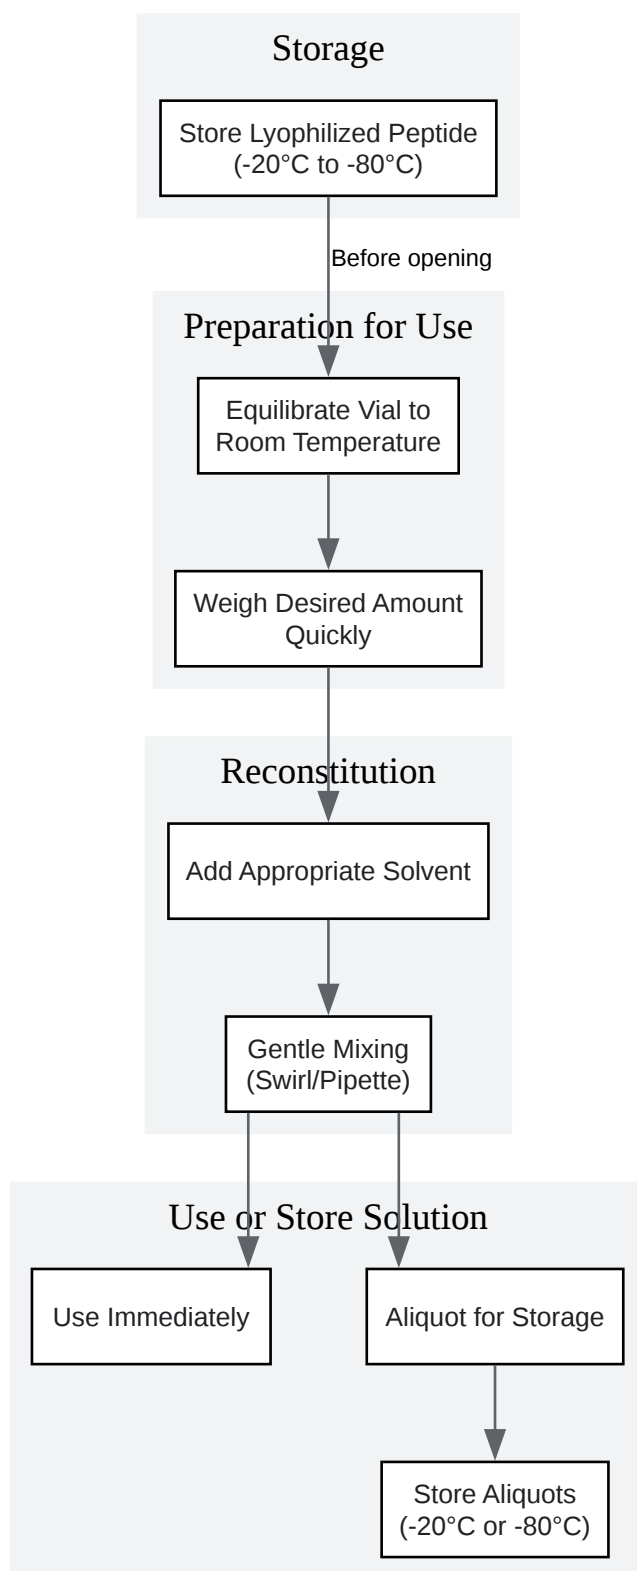 Storage
Store Lyophilized Peptide
(-20°C to -80°C)
Before opening
Preparation for Use
Equilibrate Vial to
Room Temperature
Weigh Desired Amount
Quickly
Reconstitution
Add Appropriate Solvent
Gentle Mixing
(Swirl/Pipette)
Use or Store Solution
Use Immediately
Aliquot for Storage
Store Aliquots
(-20°C or -80°C)